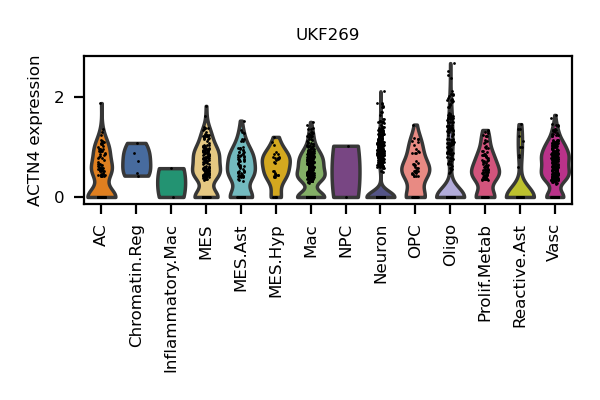 UKF269
ACTN4 expression
2
0
AC
Chromatin.Reg
Inflammatory.Mac
MES
MES.Ast
MES.Hyp
Mac
NPC
Neuron
OPC
Oligo
Prolif.Metab
Reactive.Ast
Vasc